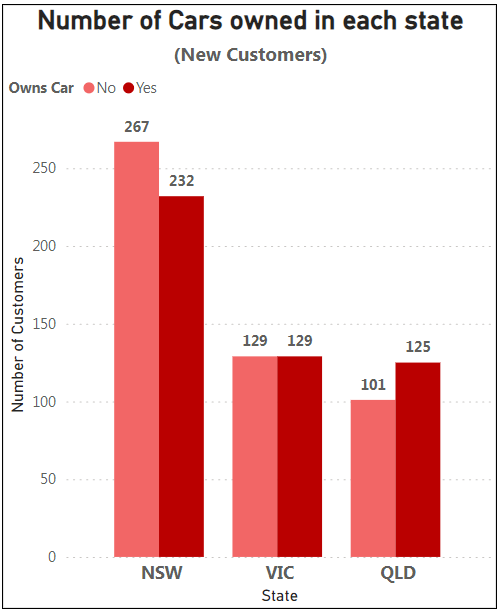 Number of Cars owned in each state
(New Customers)
Owns Car No Yes
267
232
129 129
101 125
250
200
150
100
50
0
Number of Customers
NSW VIC QLD
State